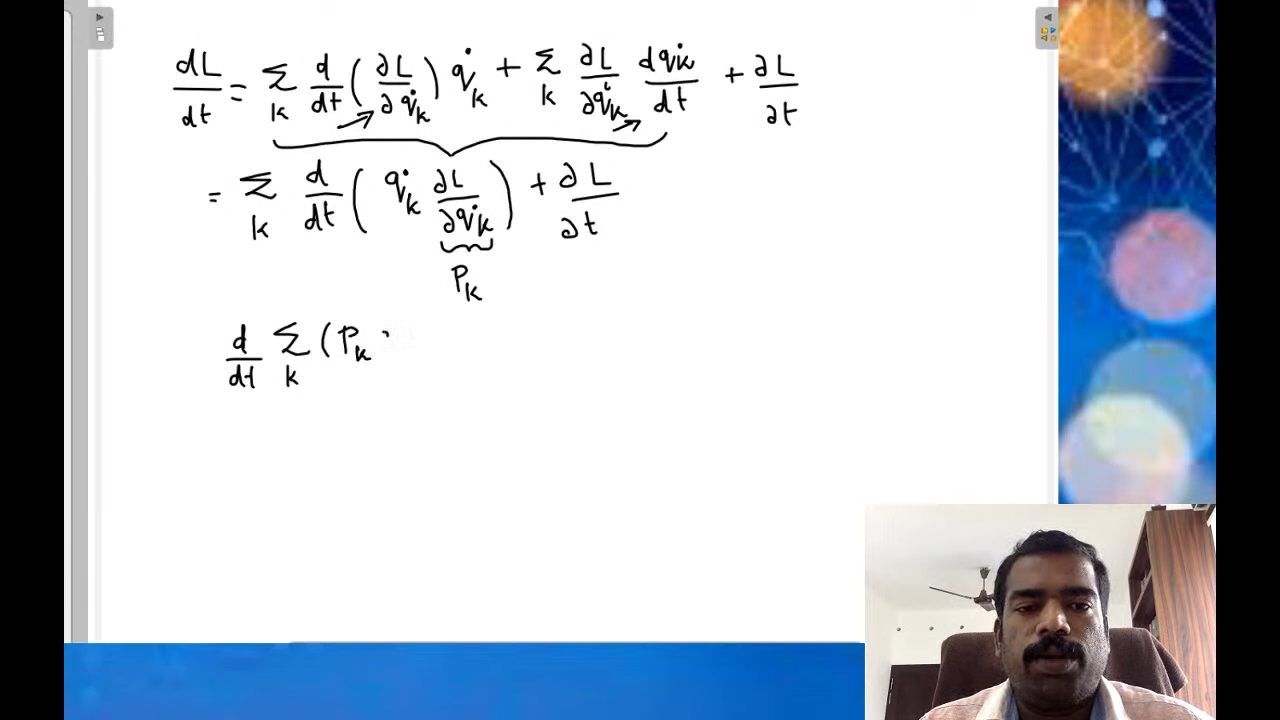 dL/dt = Σ_k d/dt (∂L/∂q̇_k) q̇_k + Σ_k ∂L/∂q̇_k dq̇_k/dt + ∂L/∂t
= Σ_k d/dt ( q̇_k ∂L/∂q̇_k ) + ∂L/∂t
P_k
d/dt Σ_k (P_k